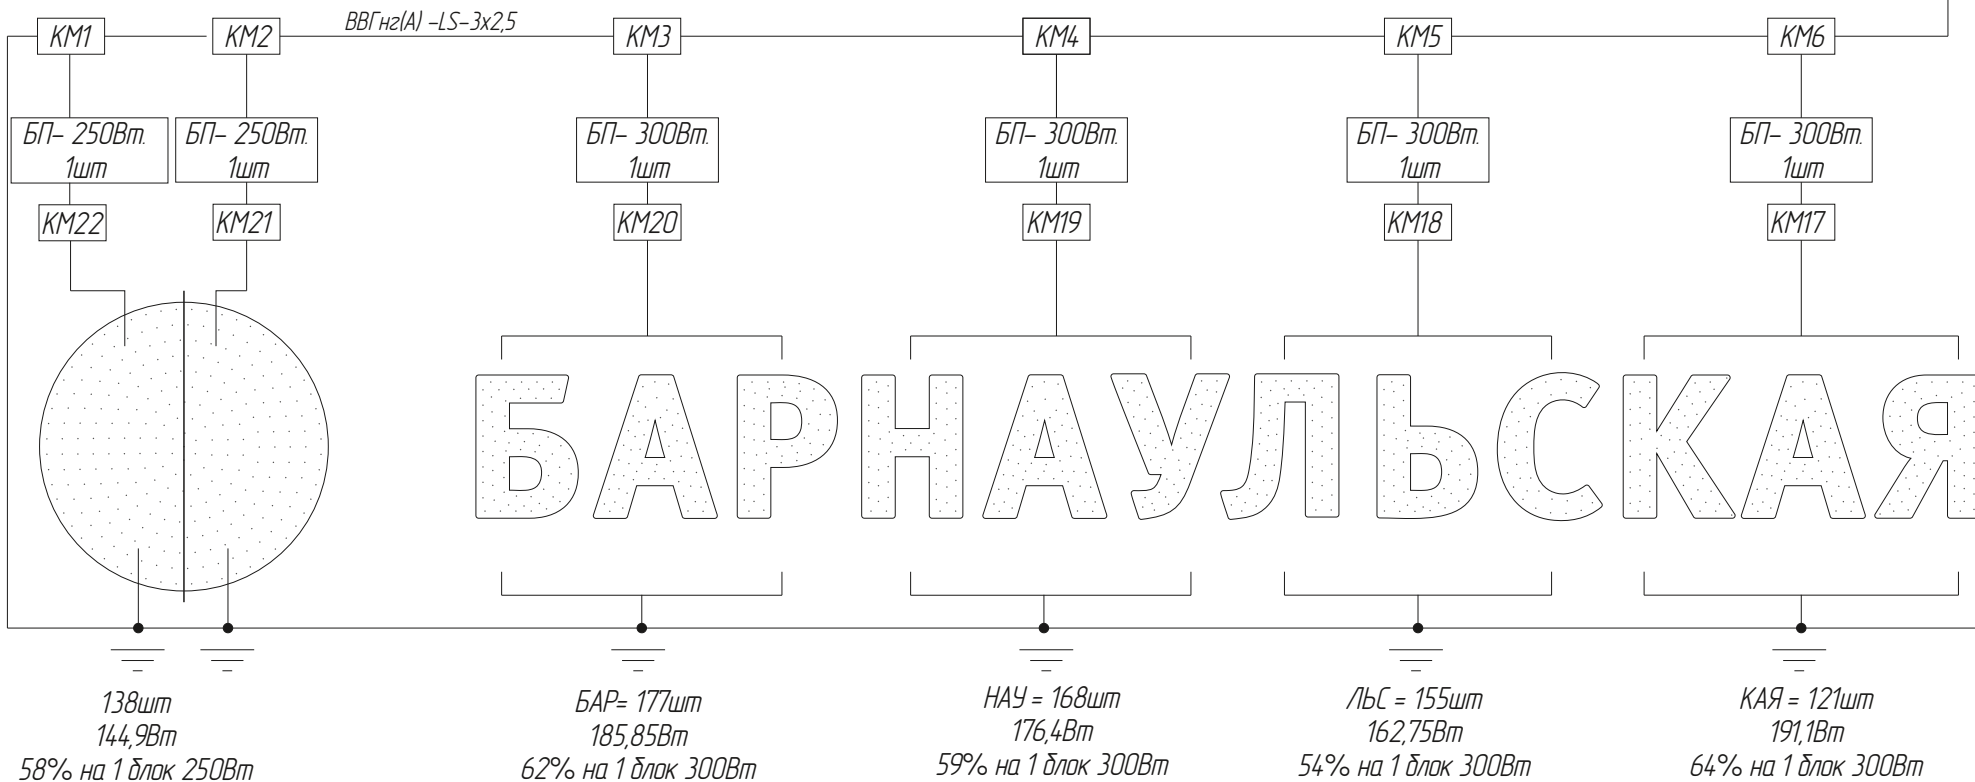 ВВГнг(А) -LS-3х2,5
КМ1 КМ2 КМ3 КМ4 КМ5 КМ6
БП- 250Вт. БП- 250Вт. БП- 300Вт. БП- 300Вт. БП- 300Вт. БП- 300Вт.
1шт 1шт 1шт 1шт 1шт 1шт
КМ22 КМ21 КМ20 КМ19 КМ18 КМ17
БАРНАУЛЬСКАЯ
138шт
144,9Вт
58% на 1 блок 250Вт
БАР= 177шт
185,85Вт
62% на 1 блок 300Вт
НАУ = 168шт
176,4Вт
59% на 1 блок 300Вт
ЛЬС = 155шт
162,75Вт
54% на 1 блок 300Вт
КАЯ = 121шт
191,1Вт
64% на 1 блок 300Вт